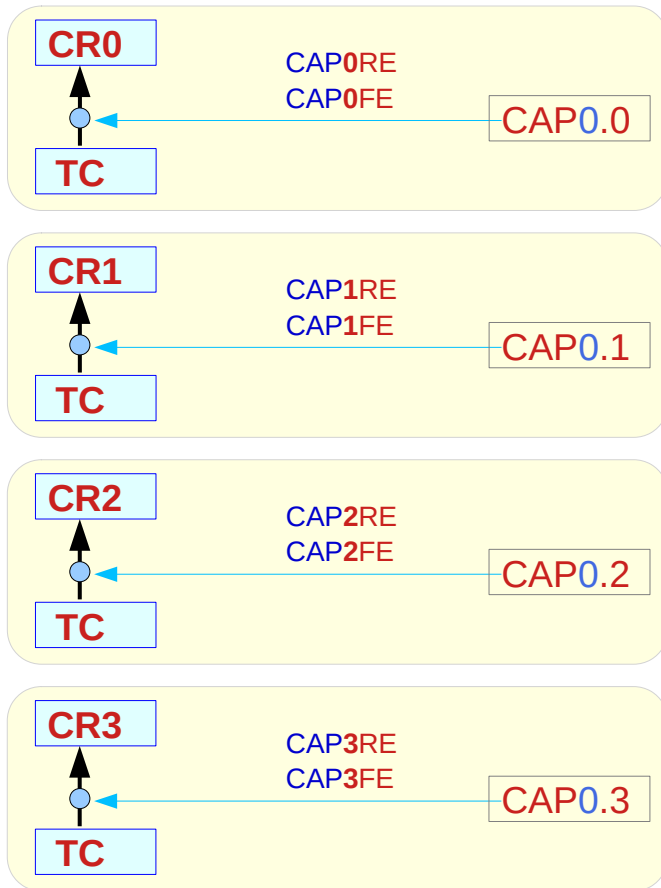 CR0
CAP0RE
CAP0FE
CAP0.0
TC
CR1
CAP1RE
CAP1FE
CAP0.1
TC
CR2
CAP2RE
CAP2FE
CAP0.2
TC
CR3
CAP3RE
CAP3FE
CAP0.3
TC